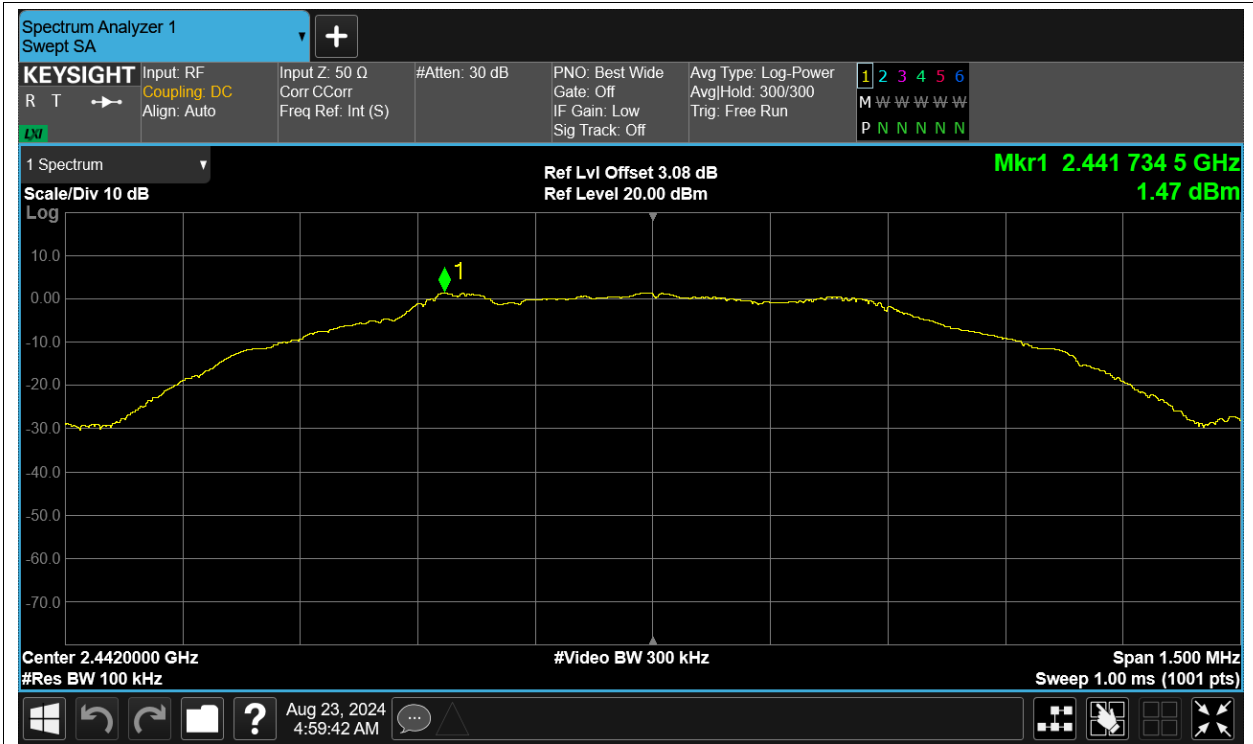 Spectrum Analyzer 1
Swept SA
KEYSIGHT
R T
LXI
Input: RF
Coupling: DC
Align: Auto
Input Z: 50 Ω
Corr CCorr
Freq Ref: Int (S)
#Atten: 30 dB
PNO: Best Wide
Gate: Off
IF Gain: Low
Sig Track: Off
Avg Type: Log-Power
Avg|Hold: 300/300
Trig: Free Run
1 2 3 4 5 6
M W W W W W
P N N N N N
1 Spectrum
Scale/Div 10 dB
Log
Ref Lvl Offset 3.08 dB
Ref Level 20.00 dBm
Mkr1 2.441 734 5 GHz
1.47 dBm
10.0
0.00
-10.0
-20.0
-30.0
-40.0
-50.0
-60.0
-70.0
1
Center 2.4420000 GHz
#Res BW 100 kHz
#Video BW 300 kHz
Span 1.500 MHz
Sweep 1.00 ms (1001 pts)
?
Aug 23, 2024
4:59:42 AM